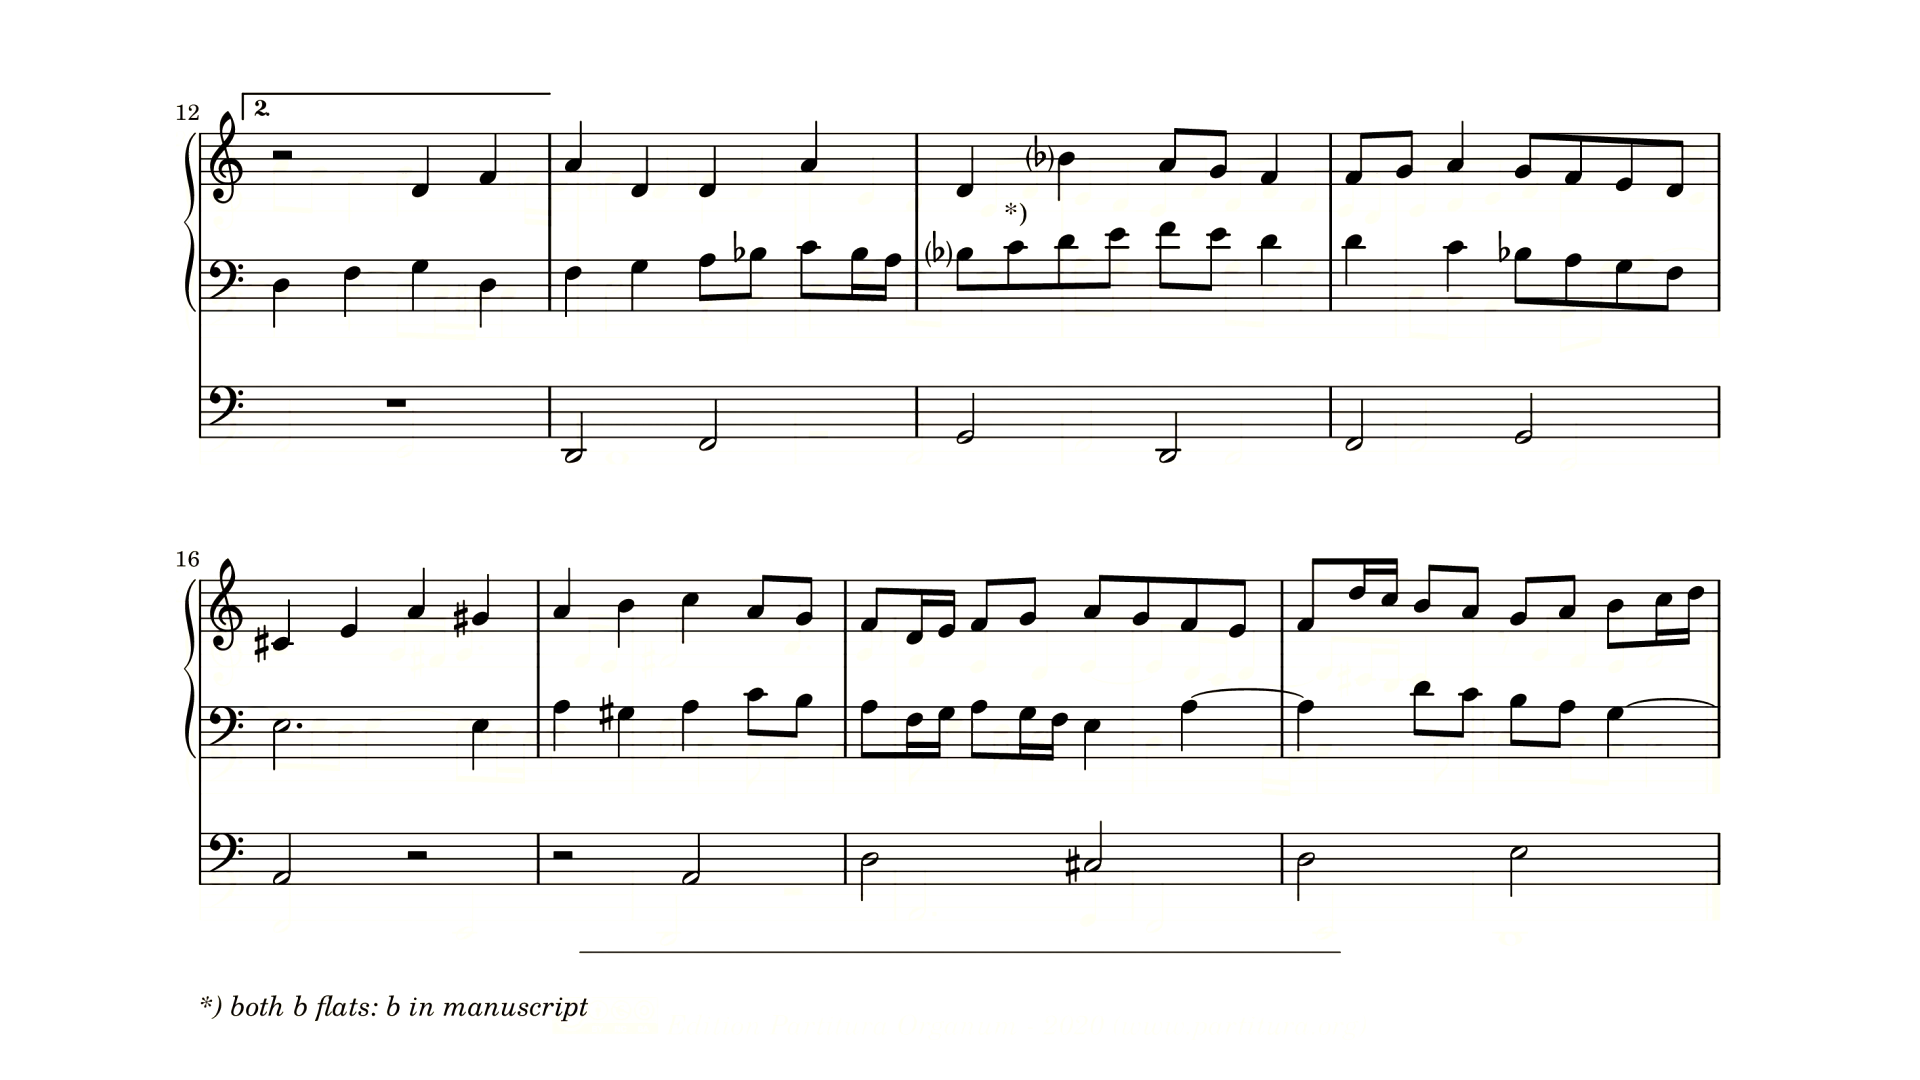 12
2.
*)
16
*) both b flats: b in manuscript